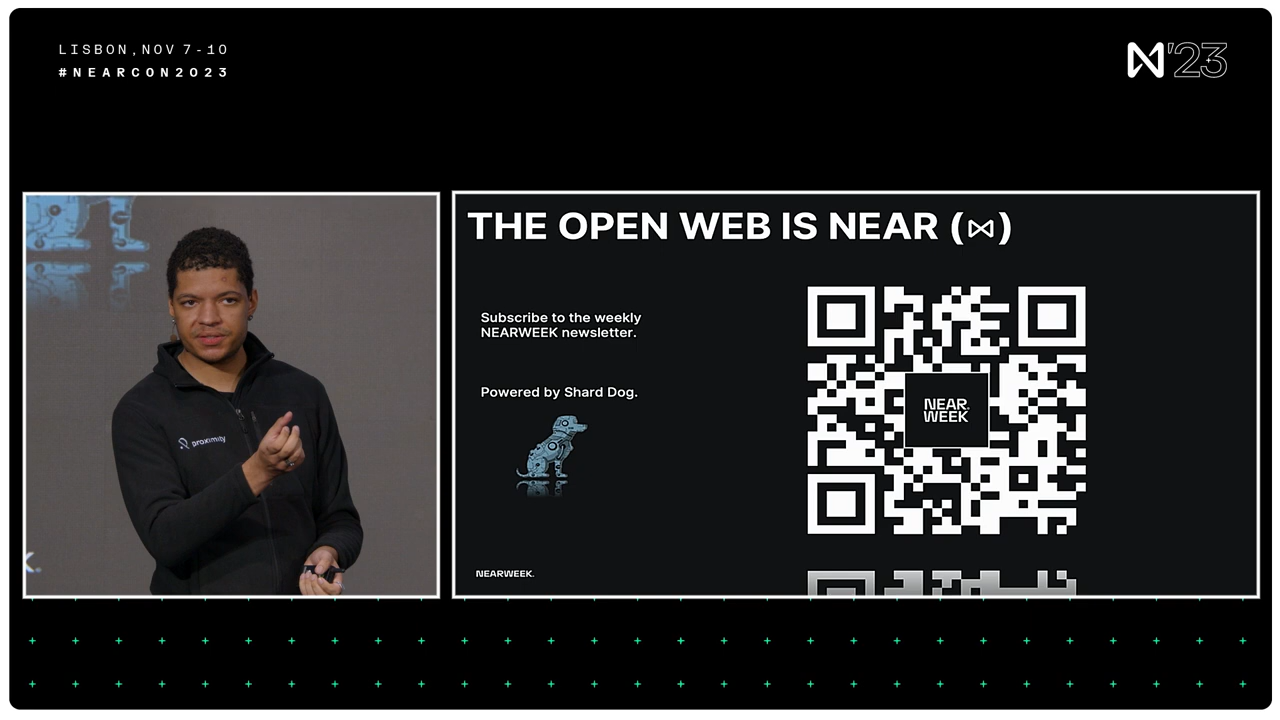 LISBON, NOV 7-10
#NEARCON2023
'23
proximity
K.
THE OPEN WEB IS NEAR (⋈)
Subscribe to the weekly
NEARWEEK newsletter.
Powered by Shard Dog.
NEAR
WEEK
NEARWEEK.